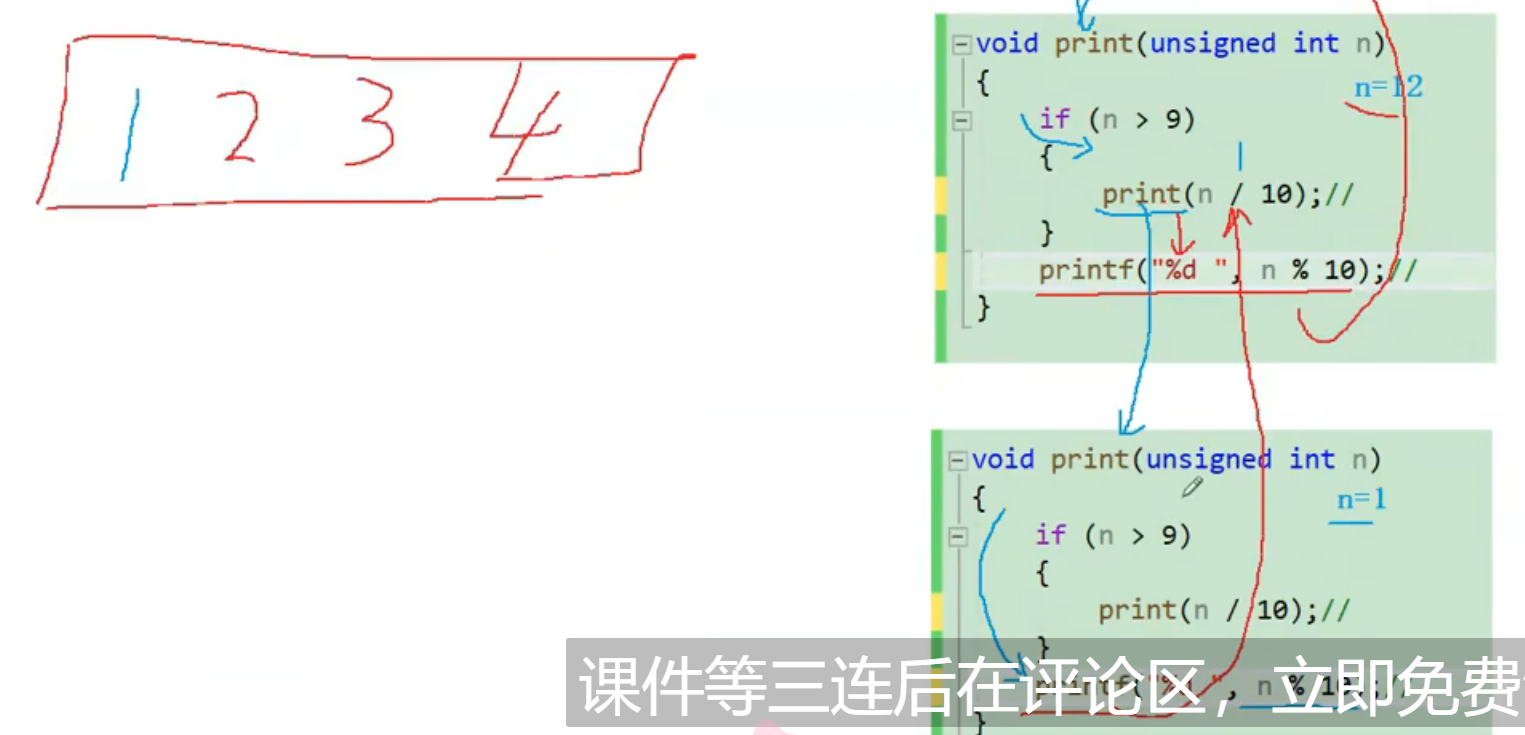 1 2 3 4
void print(unsigned int n)
{
n=12
if (n > 9)
{
1
print(n / 10);//
}
printf("%d ", n % 10);//
}
void print(unsigned int n)
{
n=1
if (n > 9)
{
print(n / 10);//
}
printf("%d ", n % 10);//
课件等三连后在评论区，立即免费
}